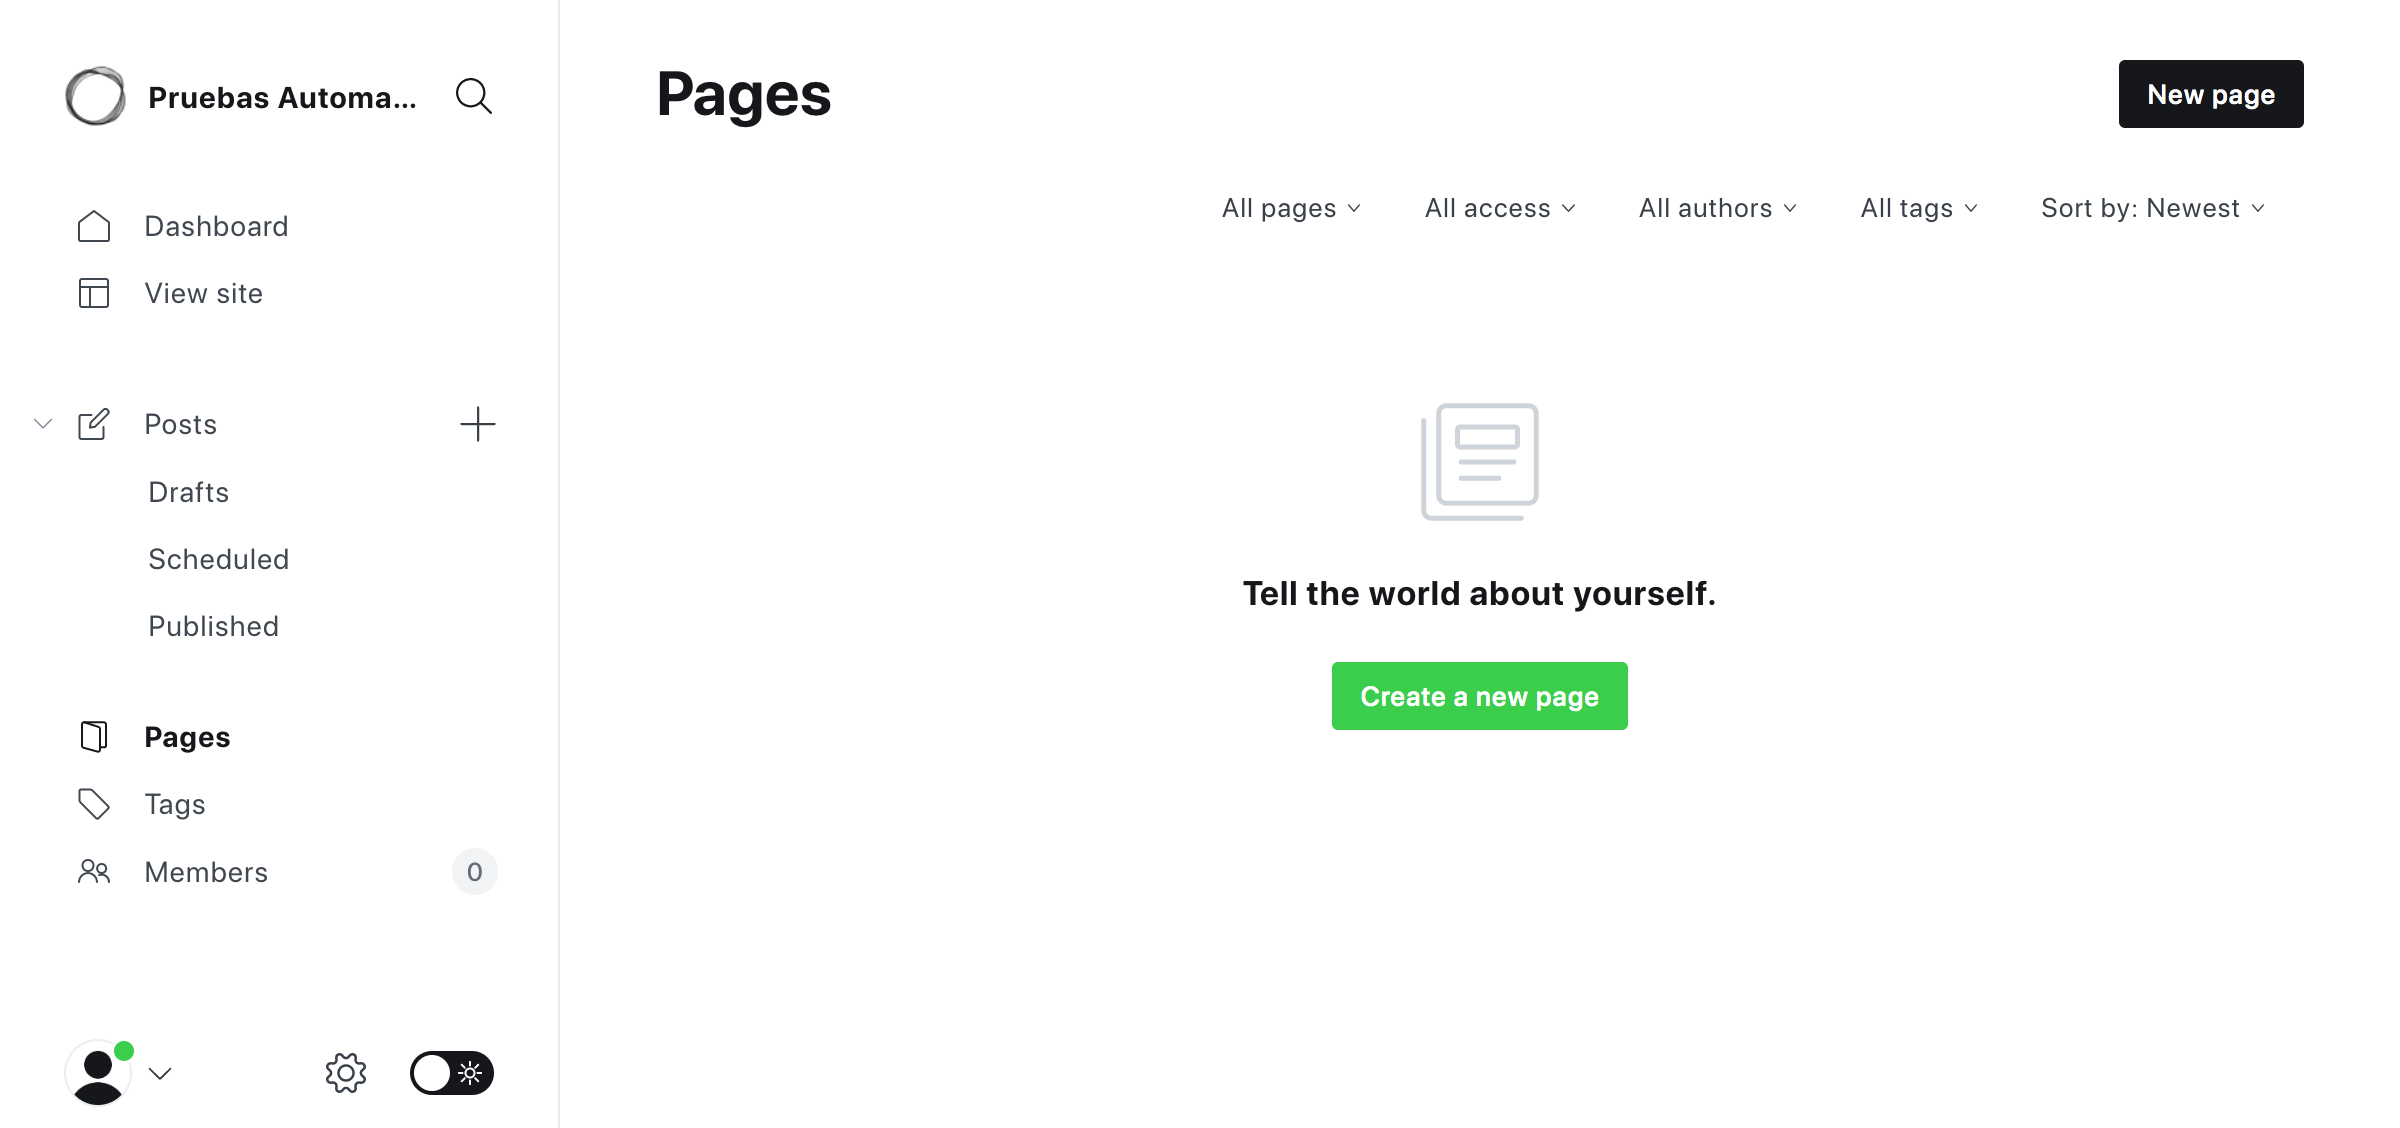 Pruebas Automa...
Dashboard
View site
Posts
Drafts
Scheduled
Published
Pages
Tags
Members 0
Pages
New page
All pages All access All authors All tags Sort by: Newest
Tell the world about yourself.
Create a new page